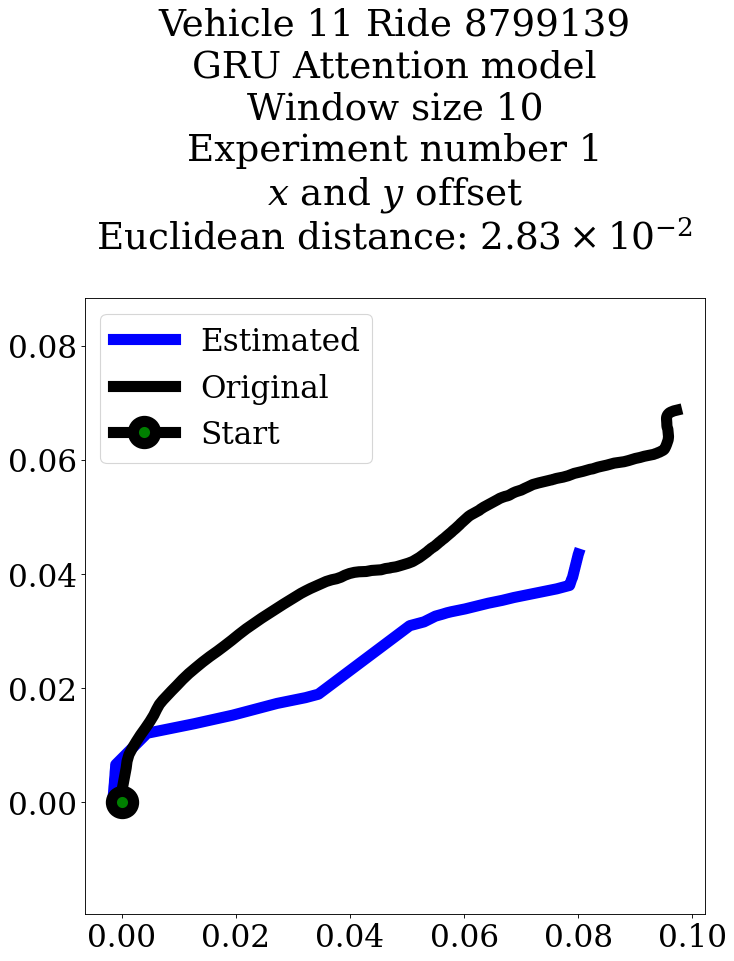 Vehicle 11 Ride 8799139
GRU Attention model
Window size 10
Experiment number 1
x and y offset
Euclidean distance: 2.83 × 10⁻²
Estimated
Original
Start
0.08
0.06
0.04
0.02
0.00
0.00 0.02 0.04 0.06 0.08 0.10